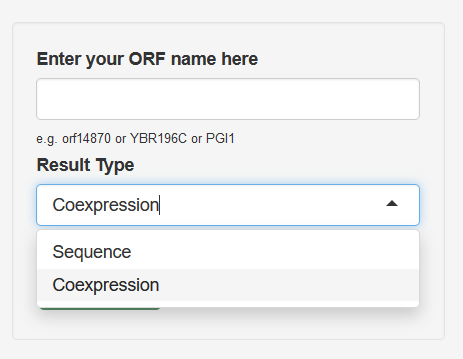 Enter your ORF name here
e.g. orf14870 or YBR196C or PGI1
Result Type
Coexpression
Sequence
Coexpression